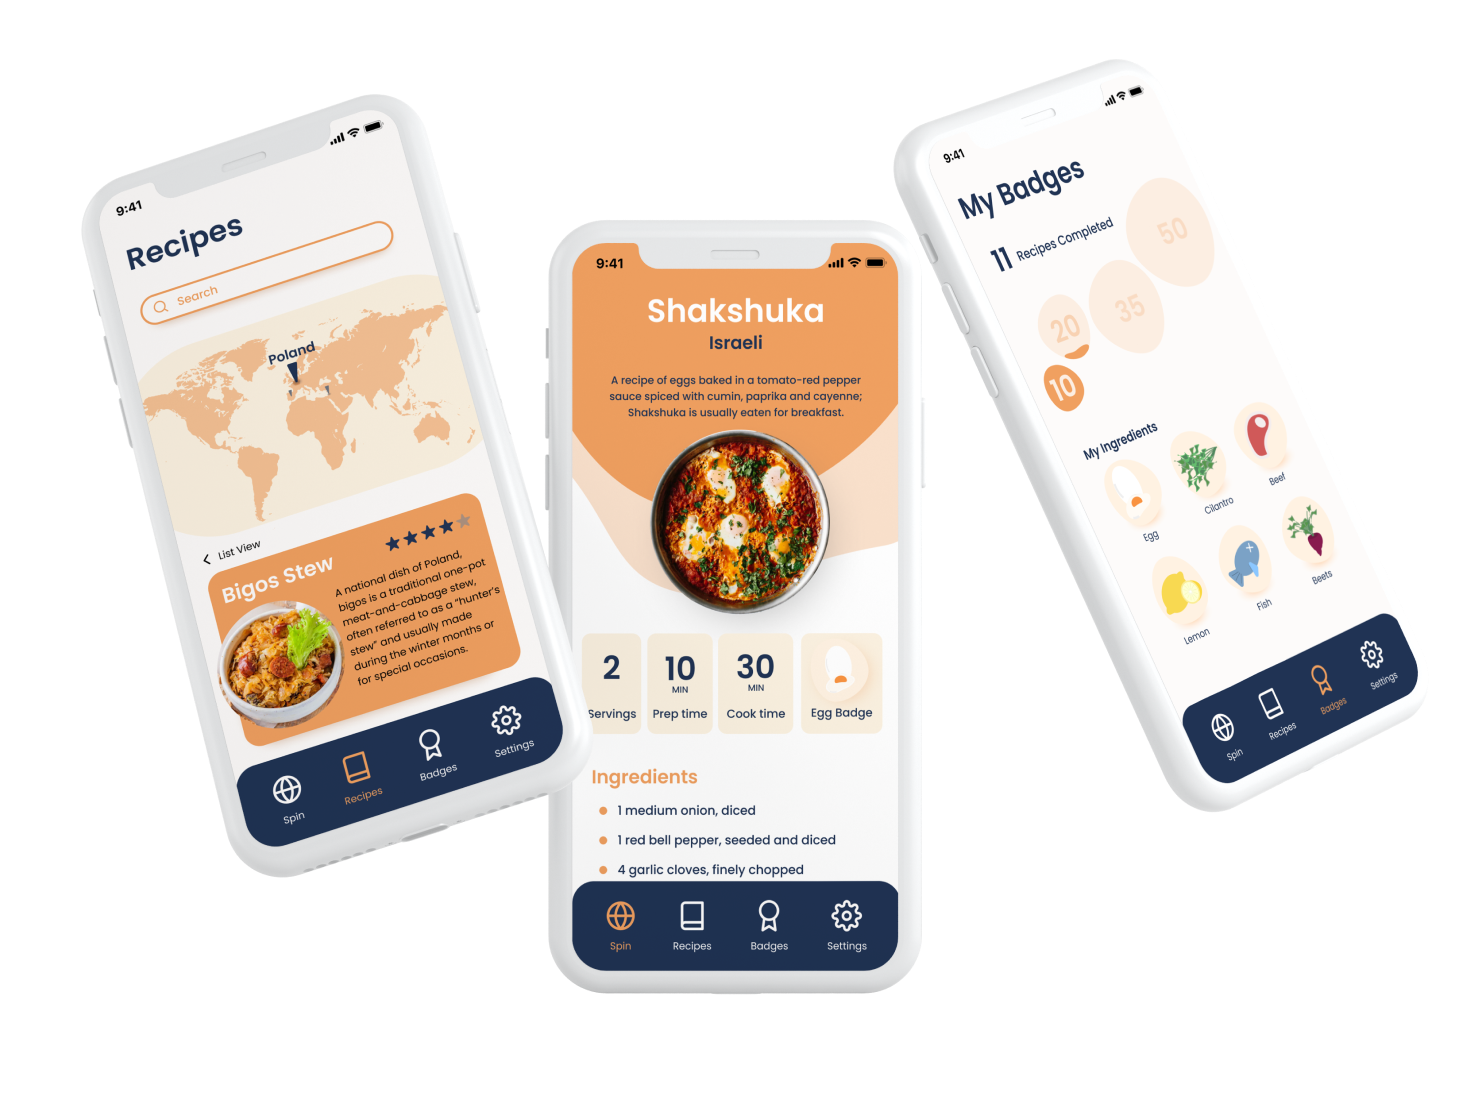 9:41
Recipes
Search
Poland
List View
Bigos Stew
A national dish of Poland,
bigos is a traditional one-pot
meat-and-cabbage stew,
often referred to as a "hunter's
stew" and usually made
during the winter months or
for special occasions.
Spin
Recipes
Badges
Settings
9:41
Shakshuka
Israeli
A recipe of eggs baked in a tomato-red pepper
sauce spiced with cumin, paprika and cayenne;
Shakshuka is usually eaten for breakfast.
2
Servings
10
MIN
Prep time
30
MIN
Cook time
Egg Badge
Ingredients
1 medium onion, diced
1 red bell pepper, seeded and diced
4 garlic cloves, finely chopped
Spin
Recipes
Badges
Settings
9:41
My Badges
11 Recipes Completed
50
35
20
10
My Ingredients
Egg
Cilantro
Beef
Lemon
Fish
Beets
Spin
Recipes
Badges
Settings